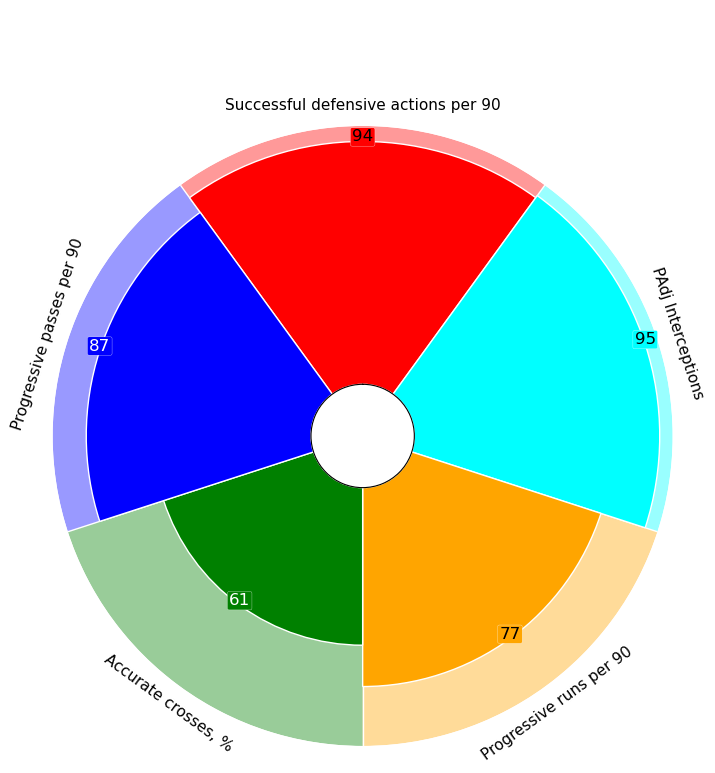 Successful defensive actions per 90
94
PAdj Interceptions
95
Progressive runs per 90
77
Accurate crosses, %
61
Progressive passes per 90
87